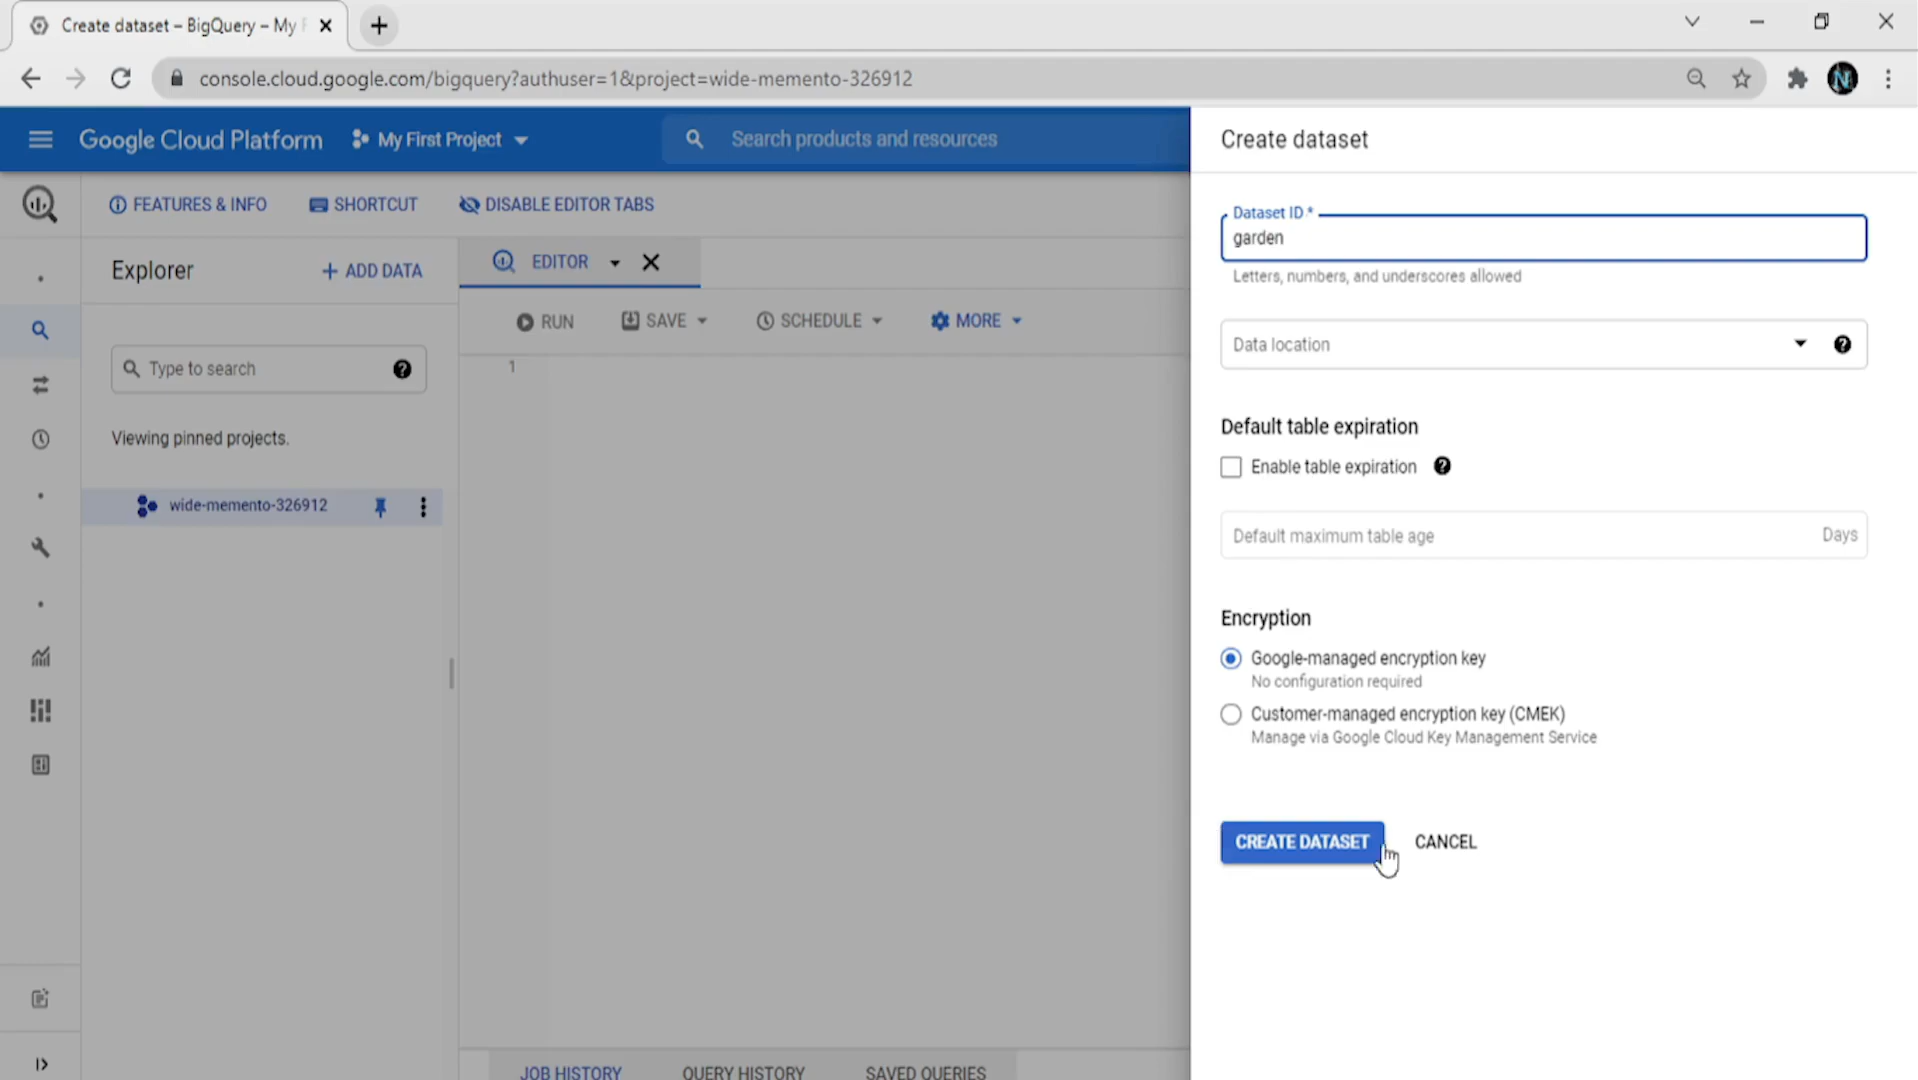 Create dataset – BigQuery – My
console.cloud.google.com/bigquery?authuser=1&project=wide-memento-326912
N
Google Cloud Platform
My First Project
Search products and resources
FEATURES & INFO
SHORTCUT
DISABLE EDITOR TABS
Explorer
+ ADD DATA
Type to search
Viewing pinned projects.
wide-memento-326912
EDITOR
RUN
SAVE
SCHEDULE
MORE
1
JOB HISTORY
QUERY HISTORY
SAVED QUERIES
Create dataset
Dataset ID *
garden
Letters, numbers, and underscores allowed
Data location
Default table expiration
Enable table expiration
Default maximum table age
Days
Encryption
Google-managed encryption key
No configuration required
Customer-managed encryption key (CMEK)
Manage via Google Cloud Key Management Service
CREATE DATASET
CANCEL